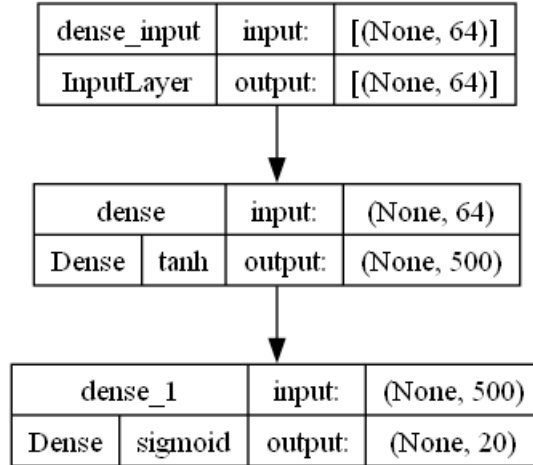 dense_input input: [(None, 64)]
InputLayer output: [(None, 64)]
dense input: (None, 64)
Dense tanh output: (None, 500)
dense_1 input: (None, 500)
Dense sigmoid output: (None, 20)